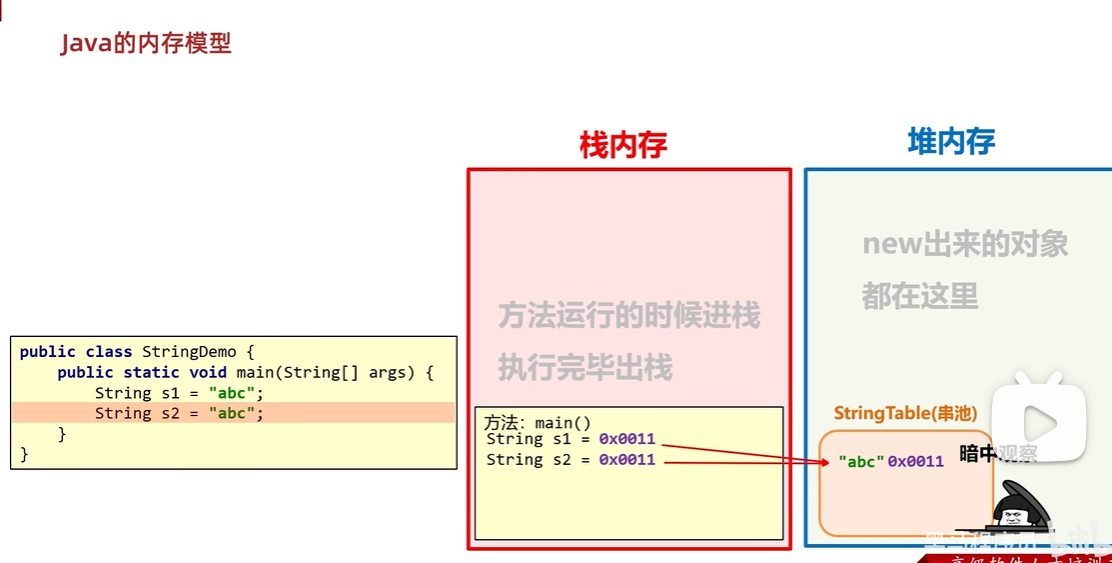 Java的内存模型
栈内存
堆内存
new出来的对象
都在这里
方法运行的时候进栈
执行完毕出栈
public class StringDemo {
public static void main(String[] args) {
String s1 = "abc";
String s2 = "abc";
}
}
方法：main()
String s1 = 0x0011
String s2 = 0x0011
StringTable(串池)
"abc" 0x0011
暗中观察